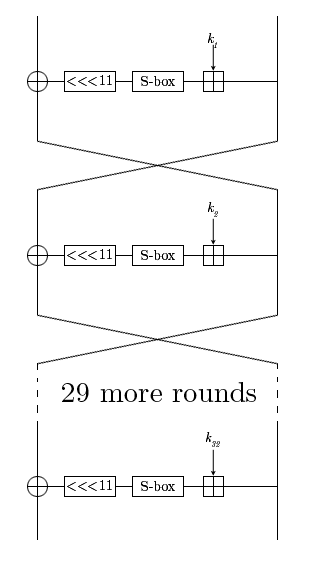 k₁
<<<11 S-box
k₂
<<<11 S-box
29 more rounds
k₃₂
<<<11 S-box